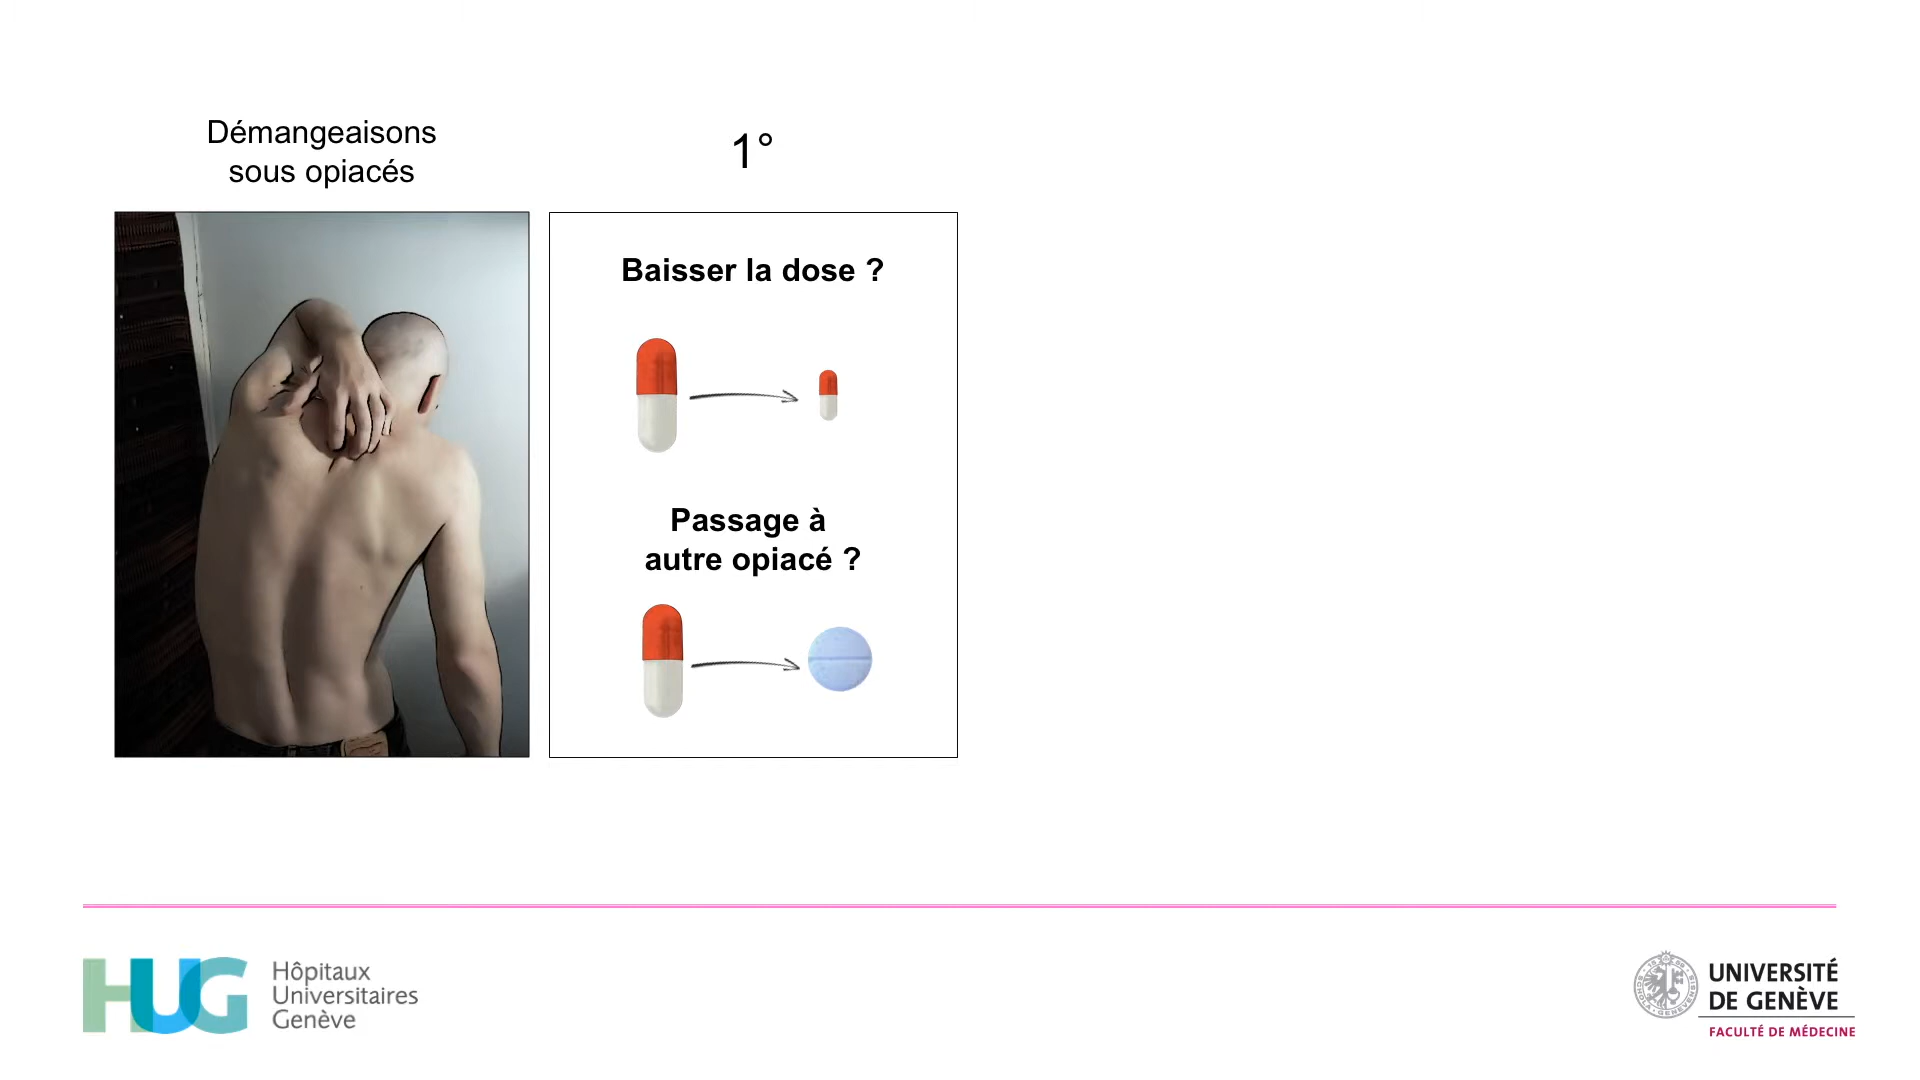 Démangeaisons
sous opiacés
1°
Baisser la dose ?
Passage à
autre opiacé ?
HUG
Hôpitaux
Universitaires
Genève
UNIVERSITÉ
DE GENÈVE
FACULTÉ DE MÉDECINE